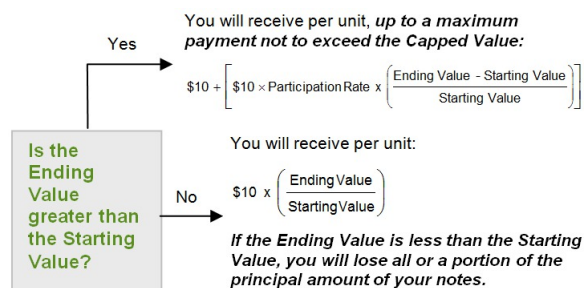 You will receive per unit, up to a maximum
payment not to exceed the Capped Value:
Yes
$10 + [ $10 × Participation Rate x ( Ending Value - Starting Value / Starting Value ) ]
Is the
Ending
Value
greater than
the Starting
Value?
No
You will receive per unit:
$10 x ( Ending Value / Starting Value )
If the Ending Value is less than the Starting
Value, you will lose all or a portion of the
principal amount of your notes.